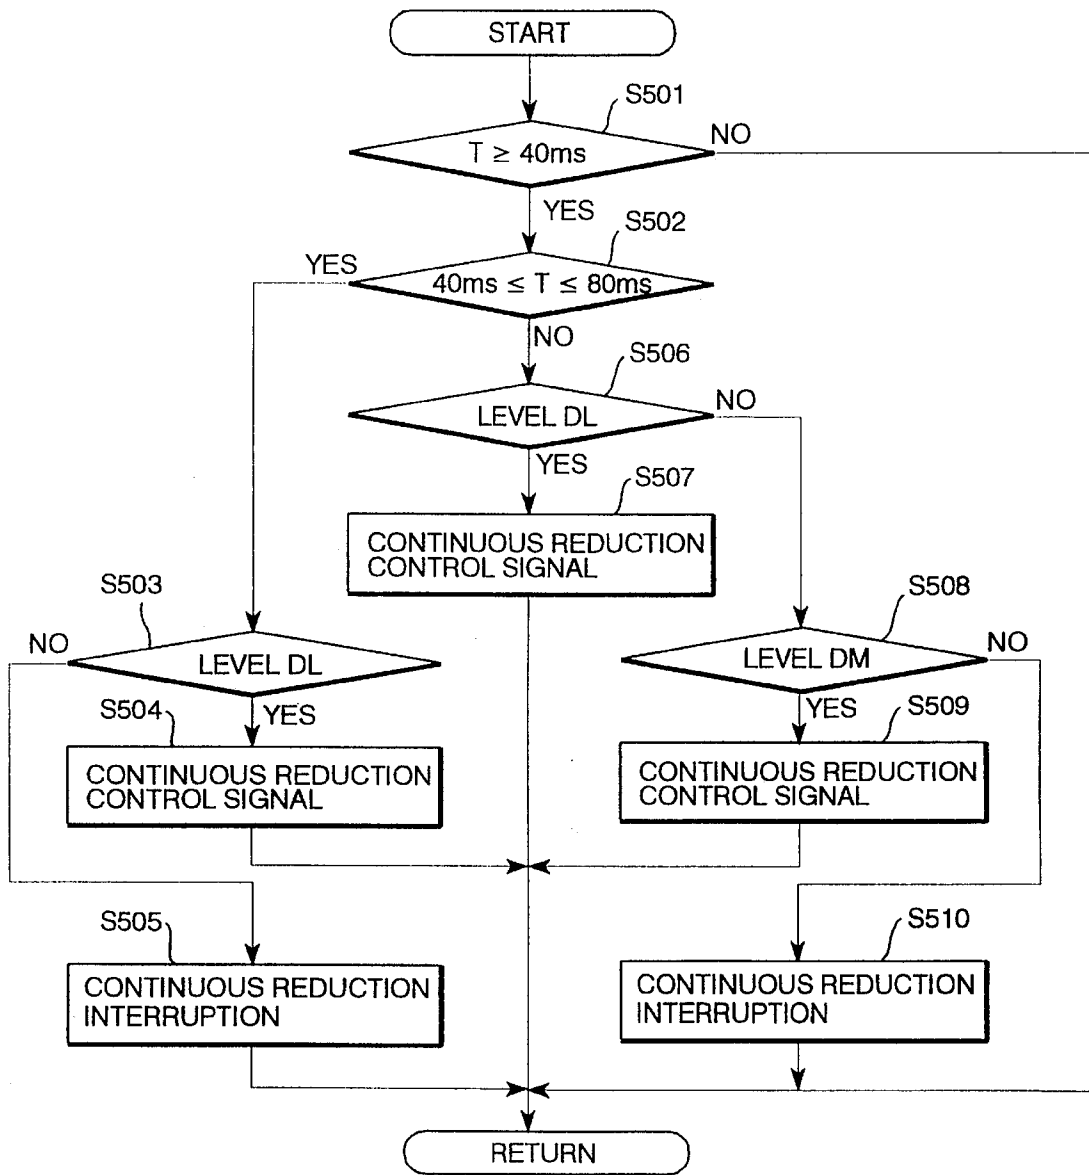 START
S501
T ≥ 40ms
NO
YES
S502
YES
40ms ≤ T ≤ 80ms
NO
S506
LEVEL DL
NO
YES
S507
CONTINUOUS REDUCTION
CONTROL SIGNAL
S503
NO
LEVEL DL
YES
S504
CONTINUOUS REDUCTION
CONTROL SIGNAL
S508
LEVEL DM
NO
YES
S509
CONTINUOUS REDUCTION
CONTROL SIGNAL
S505
CONTINUOUS REDUCTION
INTERRUPTION
S510
CONTINUOUS REDUCTION
INTERRUPTION
RETURN